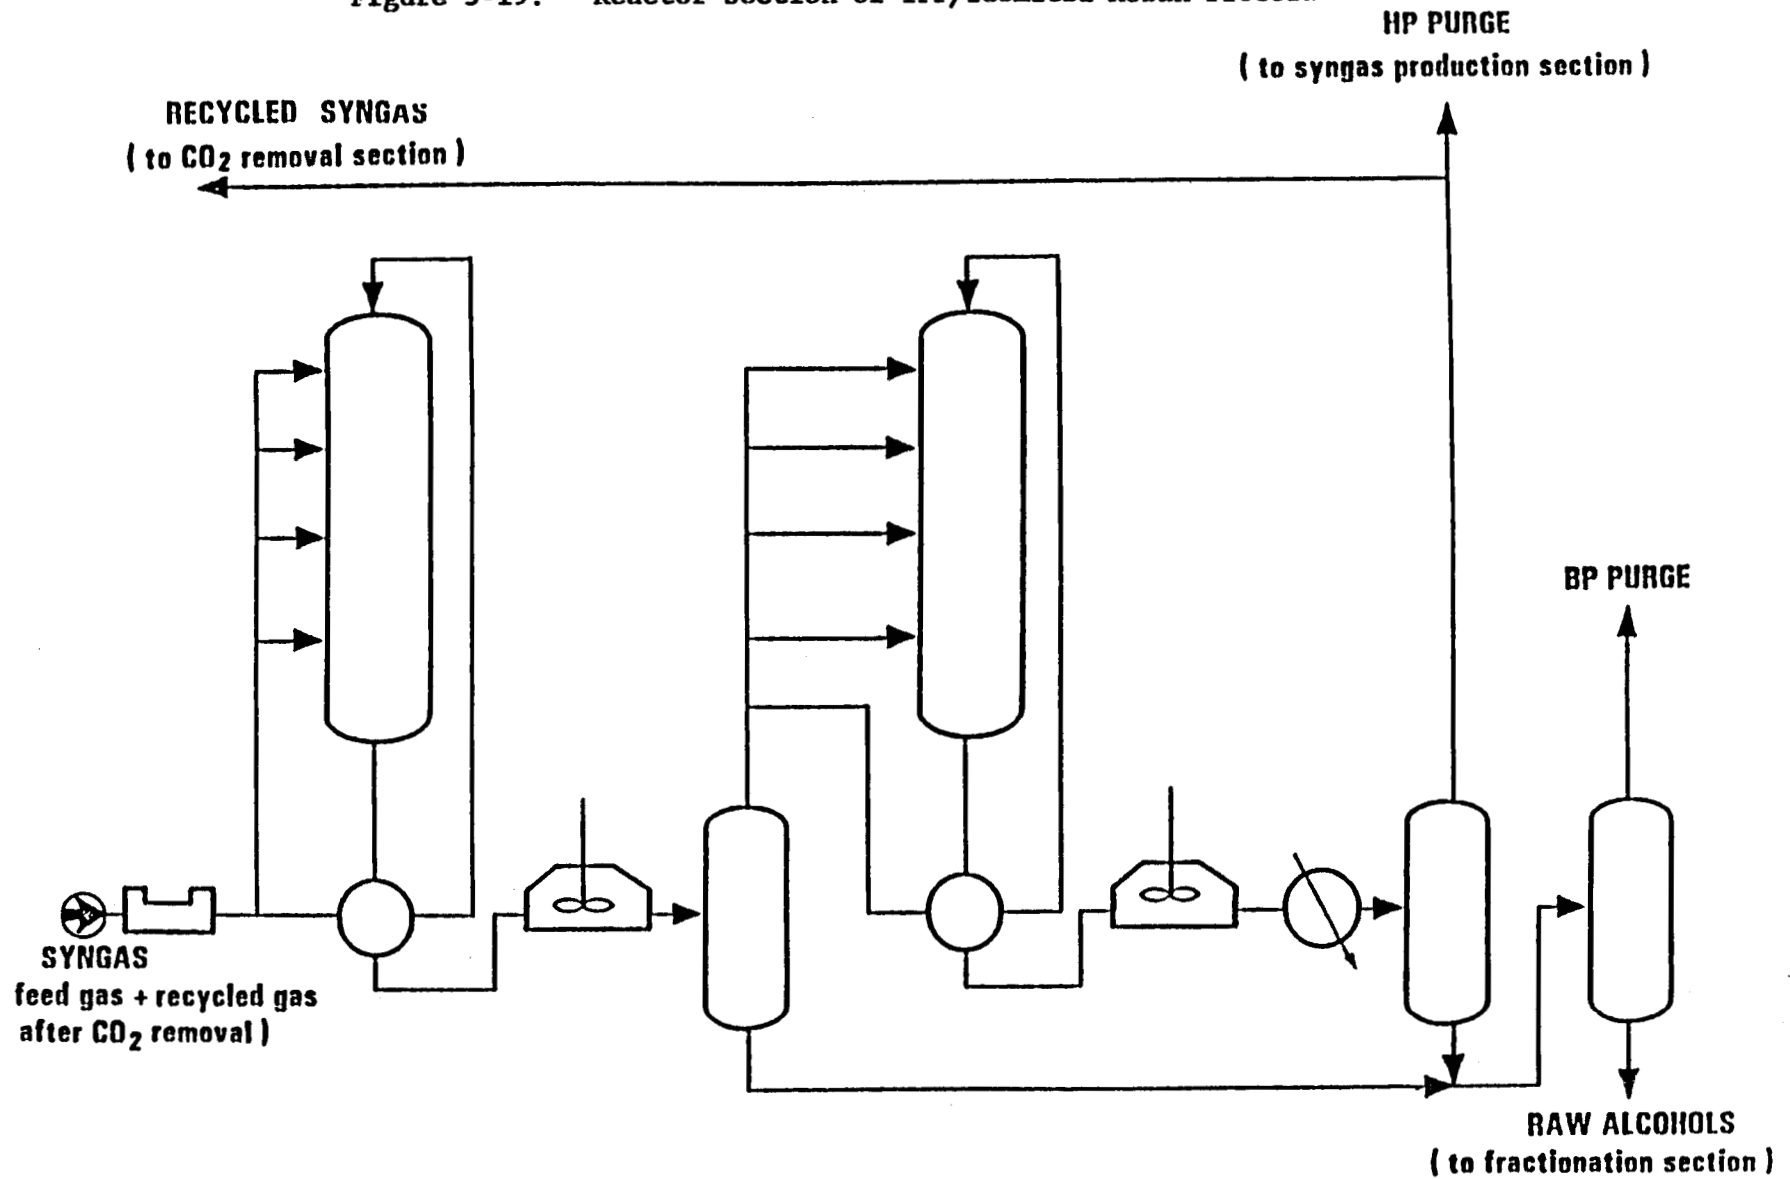 HP PURGE
( to syngas production section )
RECYCLED SYNGAS
( to CO2 removal section )
BP PURGE
SYNGAS
feed gas + recycled gas
after CO2 removal )
RAW ALCOHOLS
( to fractionation section )